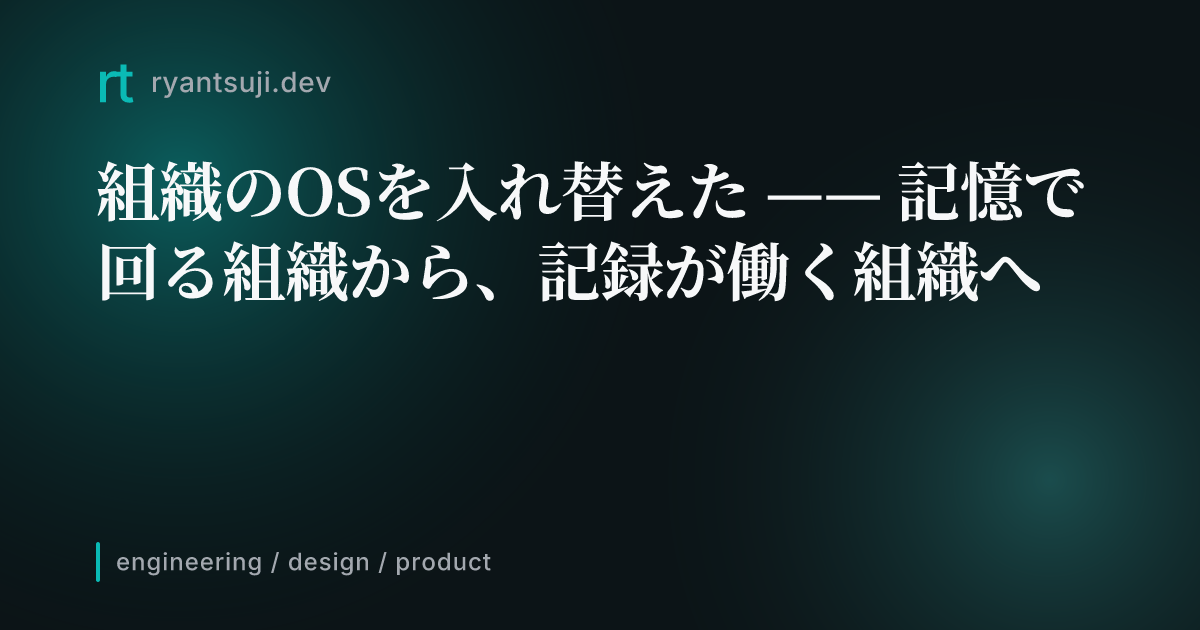 rt ryantsuji.dev
組織のOSを入れ替えた —— 記憶で
回る組織から、記録が働く組織へ
engineering / design / product